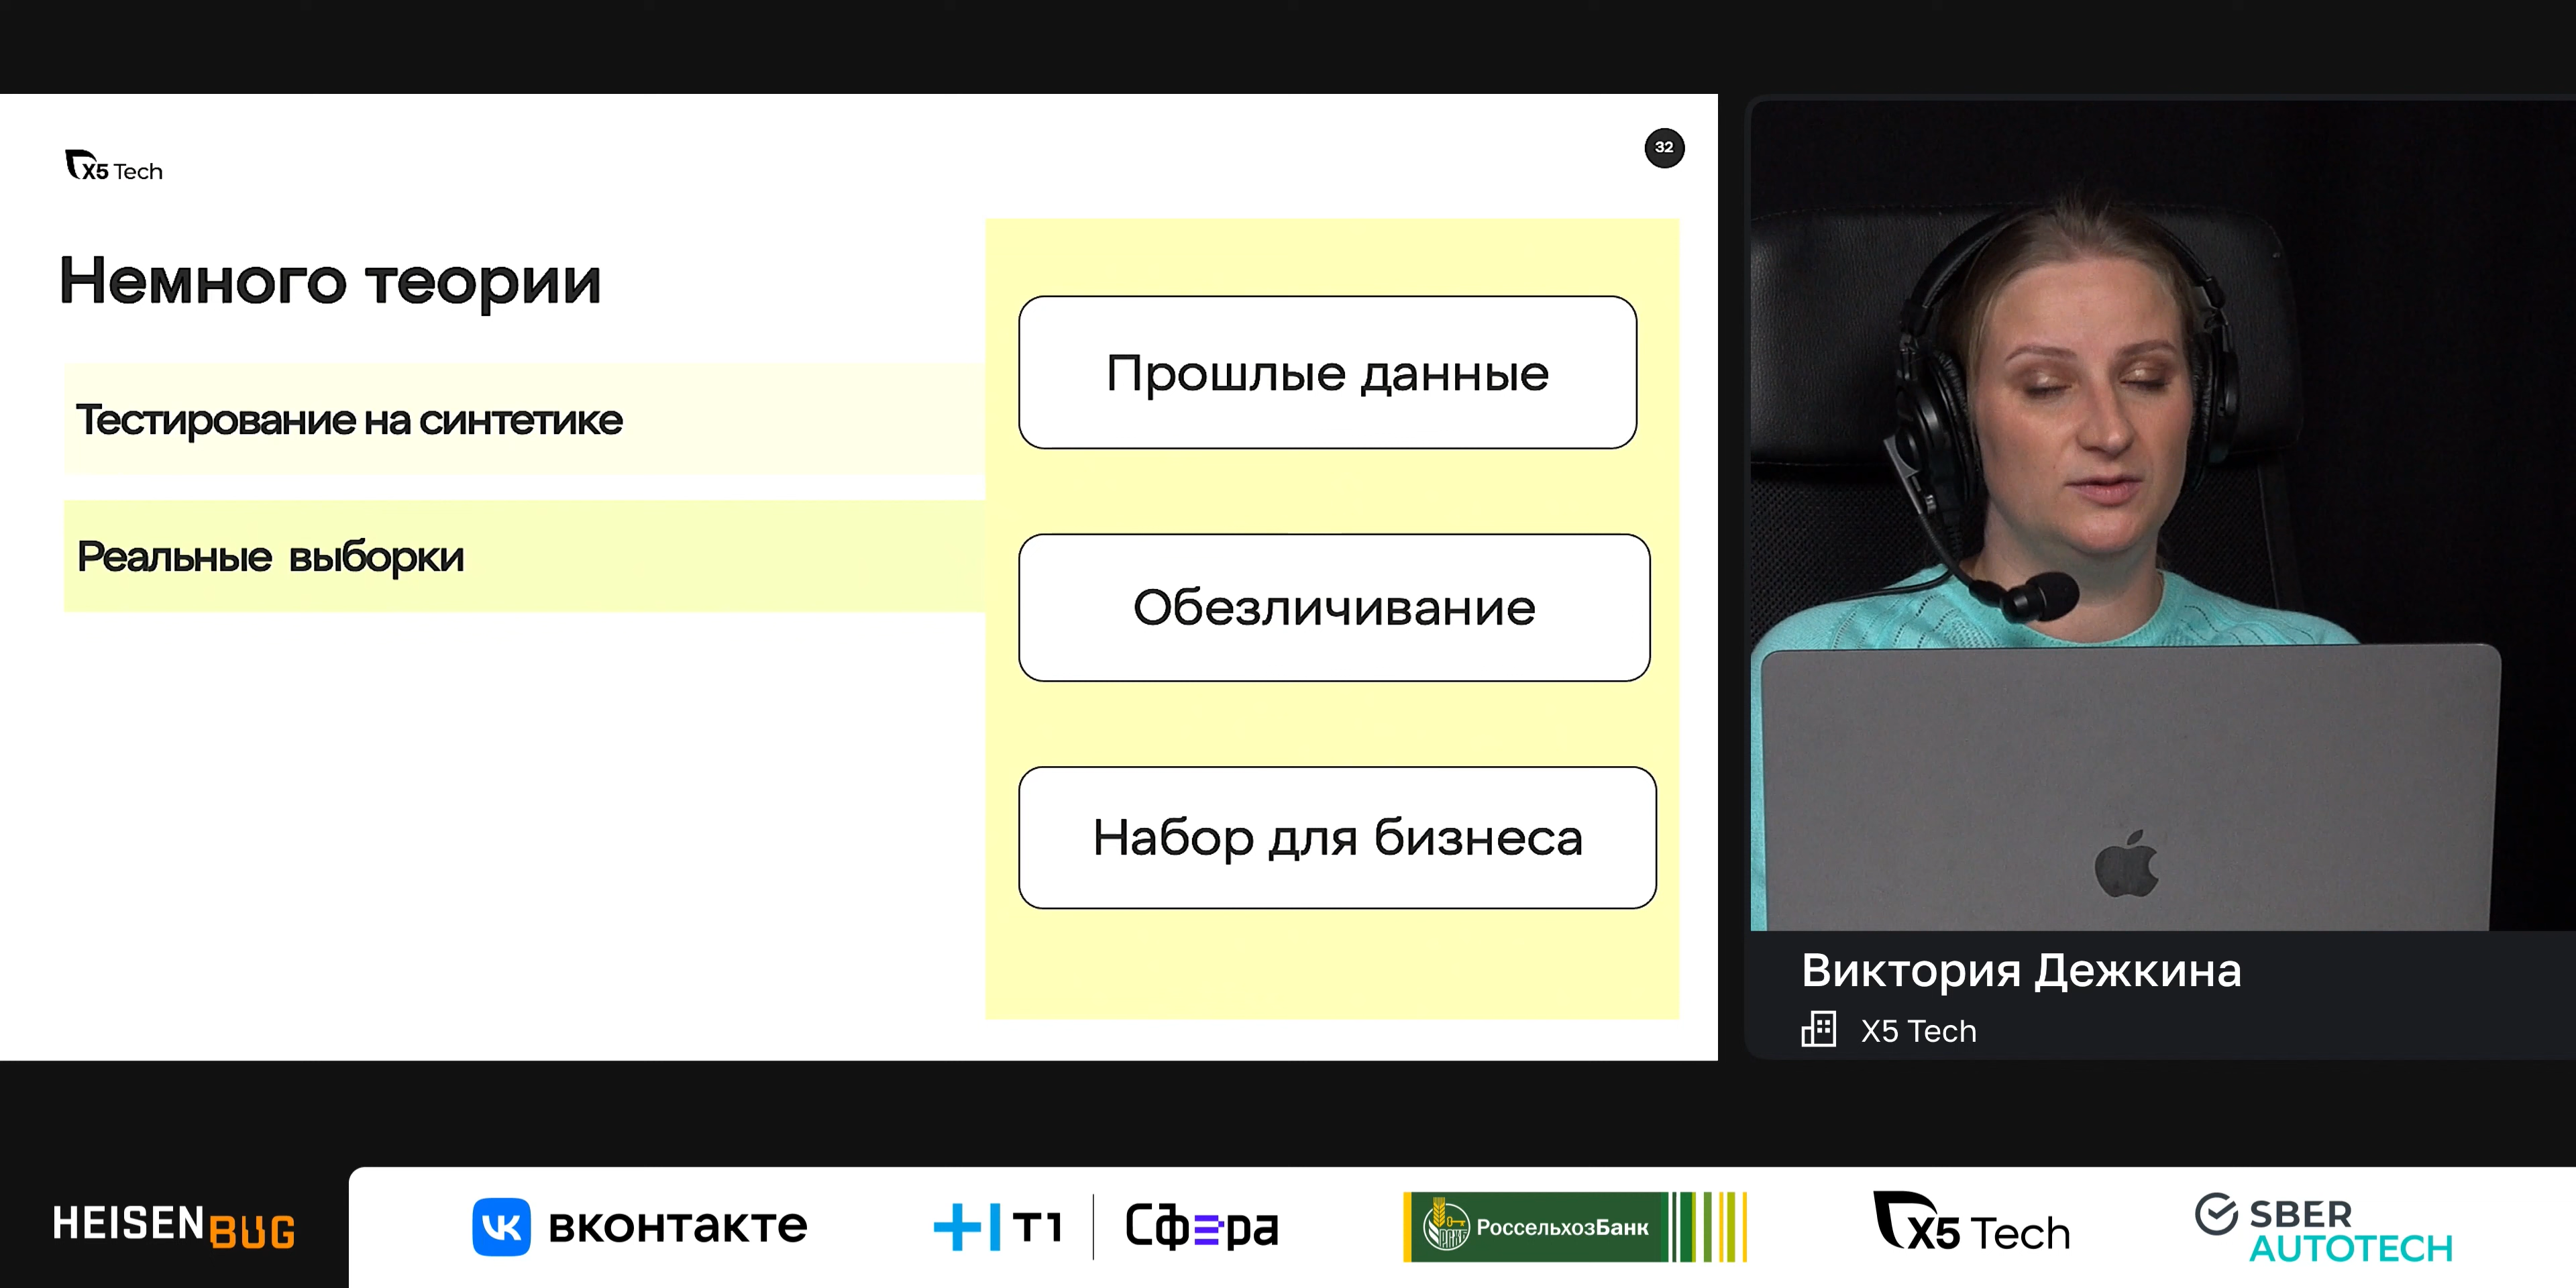 X5 Tech
32
Немного теории
Тестирование на синтетике
Реальные выборки
Прошлые данные
Обезличивание
Набор для бизнеса
Виктория Дежкина
X5 Tech
HEISENBUG
вконтакте
Т1
Сфера
РоссельхозБанк
X5 Tech
SBER
AUTOTECH